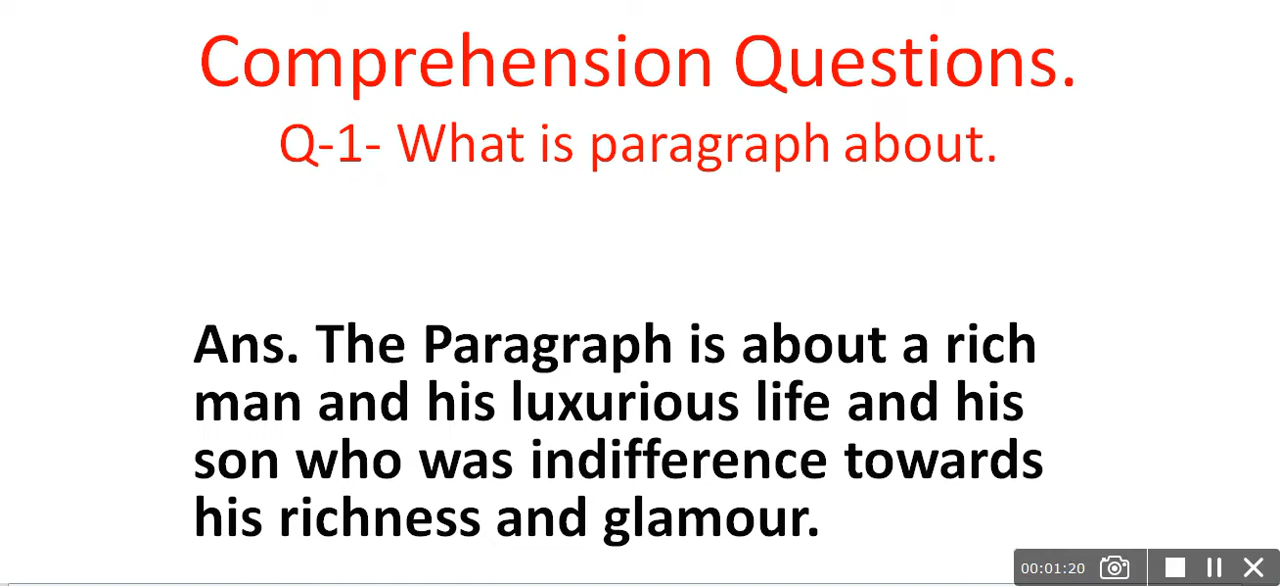 Comprehension Questions.
Q-1- What is paragraph about.
Ans. The Paragraph is about a rich
man and his luxurious life and his
son who was indifference towards
his richness and glamour.
00:01:20